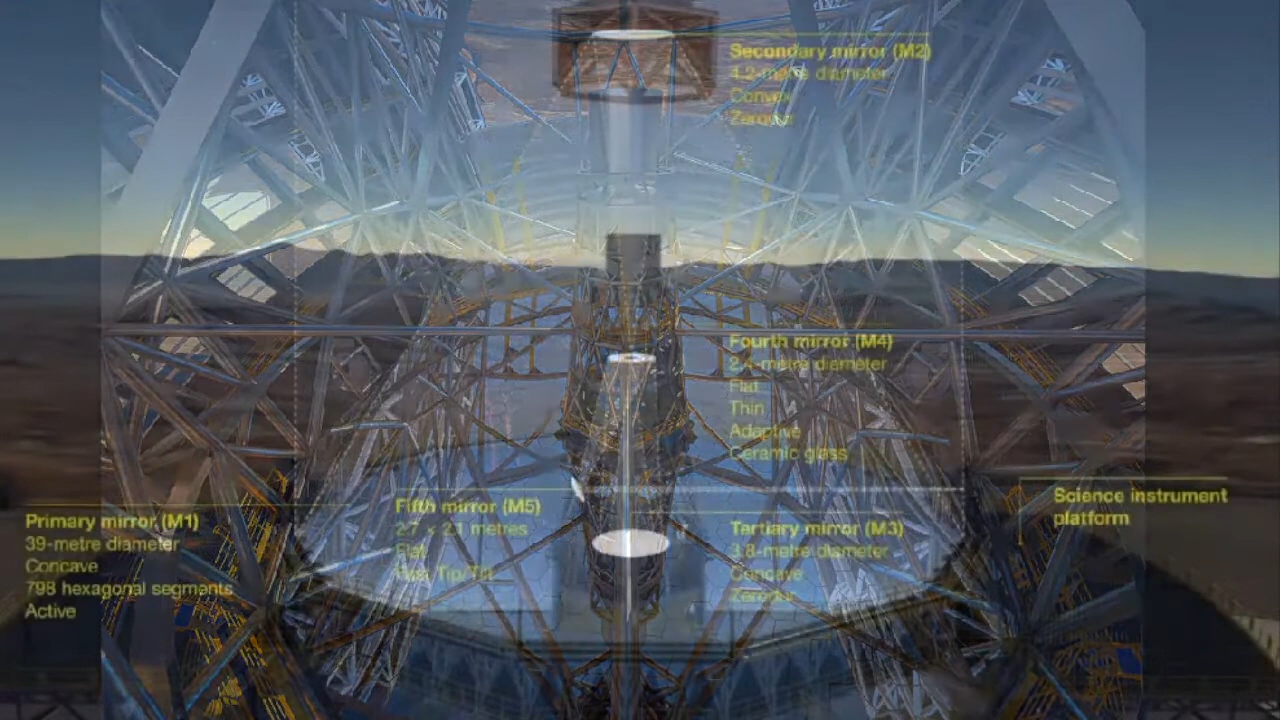 Secondary mirror (M2)
4.2-metre diameter
Convex
Zerodur
Fourth mirror (M4)
2.4-metre diameter
Flat
Thin
Adaptive
Ceramic glass
Science instrument
platform
Fifth mirror (M5)
2.7 x 2.1 metres
Flat
Fast Tip/Tilt
Tertiary mirror (M3)
3.8-metre diameter
Concave
Zerodur
Primary mirror (M1)
39-metre diameter
Concave
798 hexagonal segments
Active